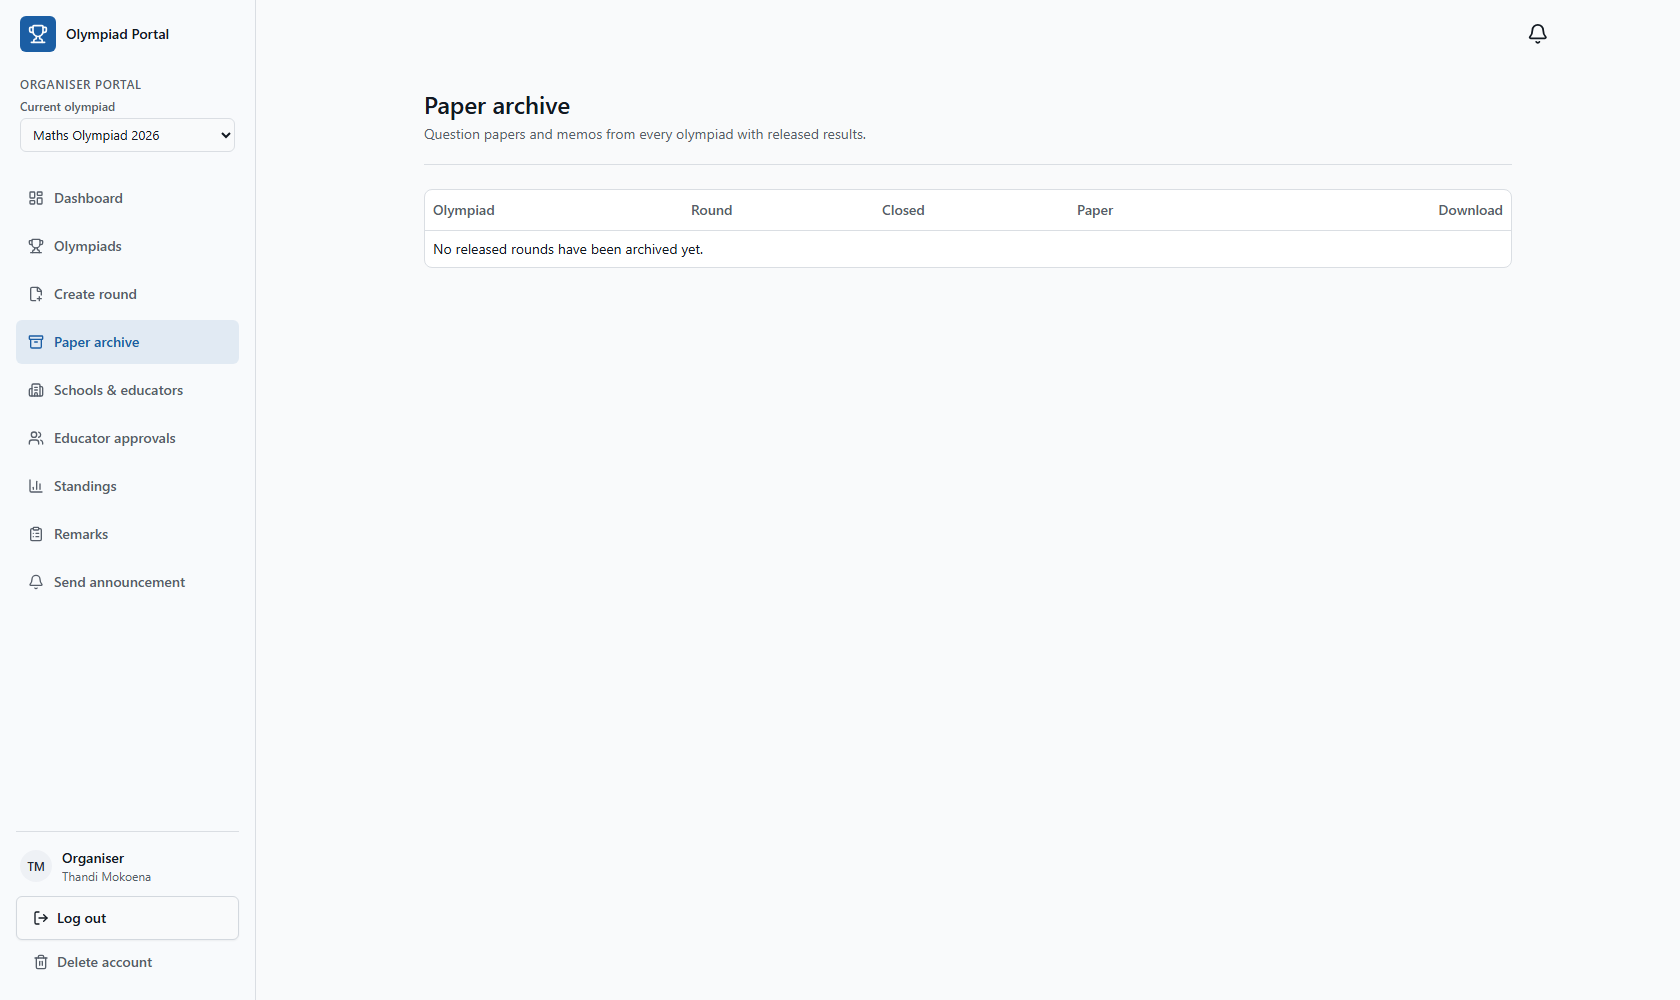 Olympiad Portal
ORGANISER PORTAL
Current olympiad
Maths Olympiad 2026
Dashboard
Olympiads
Create round
Paper archive
Schools & educators
Educator approvals
Standings
Remarks
Send announcement
TM
Organiser
Thandi Mokoena
Log out
Delete account
Paper archive
Question papers and memos from every olympiad with released results.
Olympiad Round Closed Paper Download
No released rounds have been archived yet.